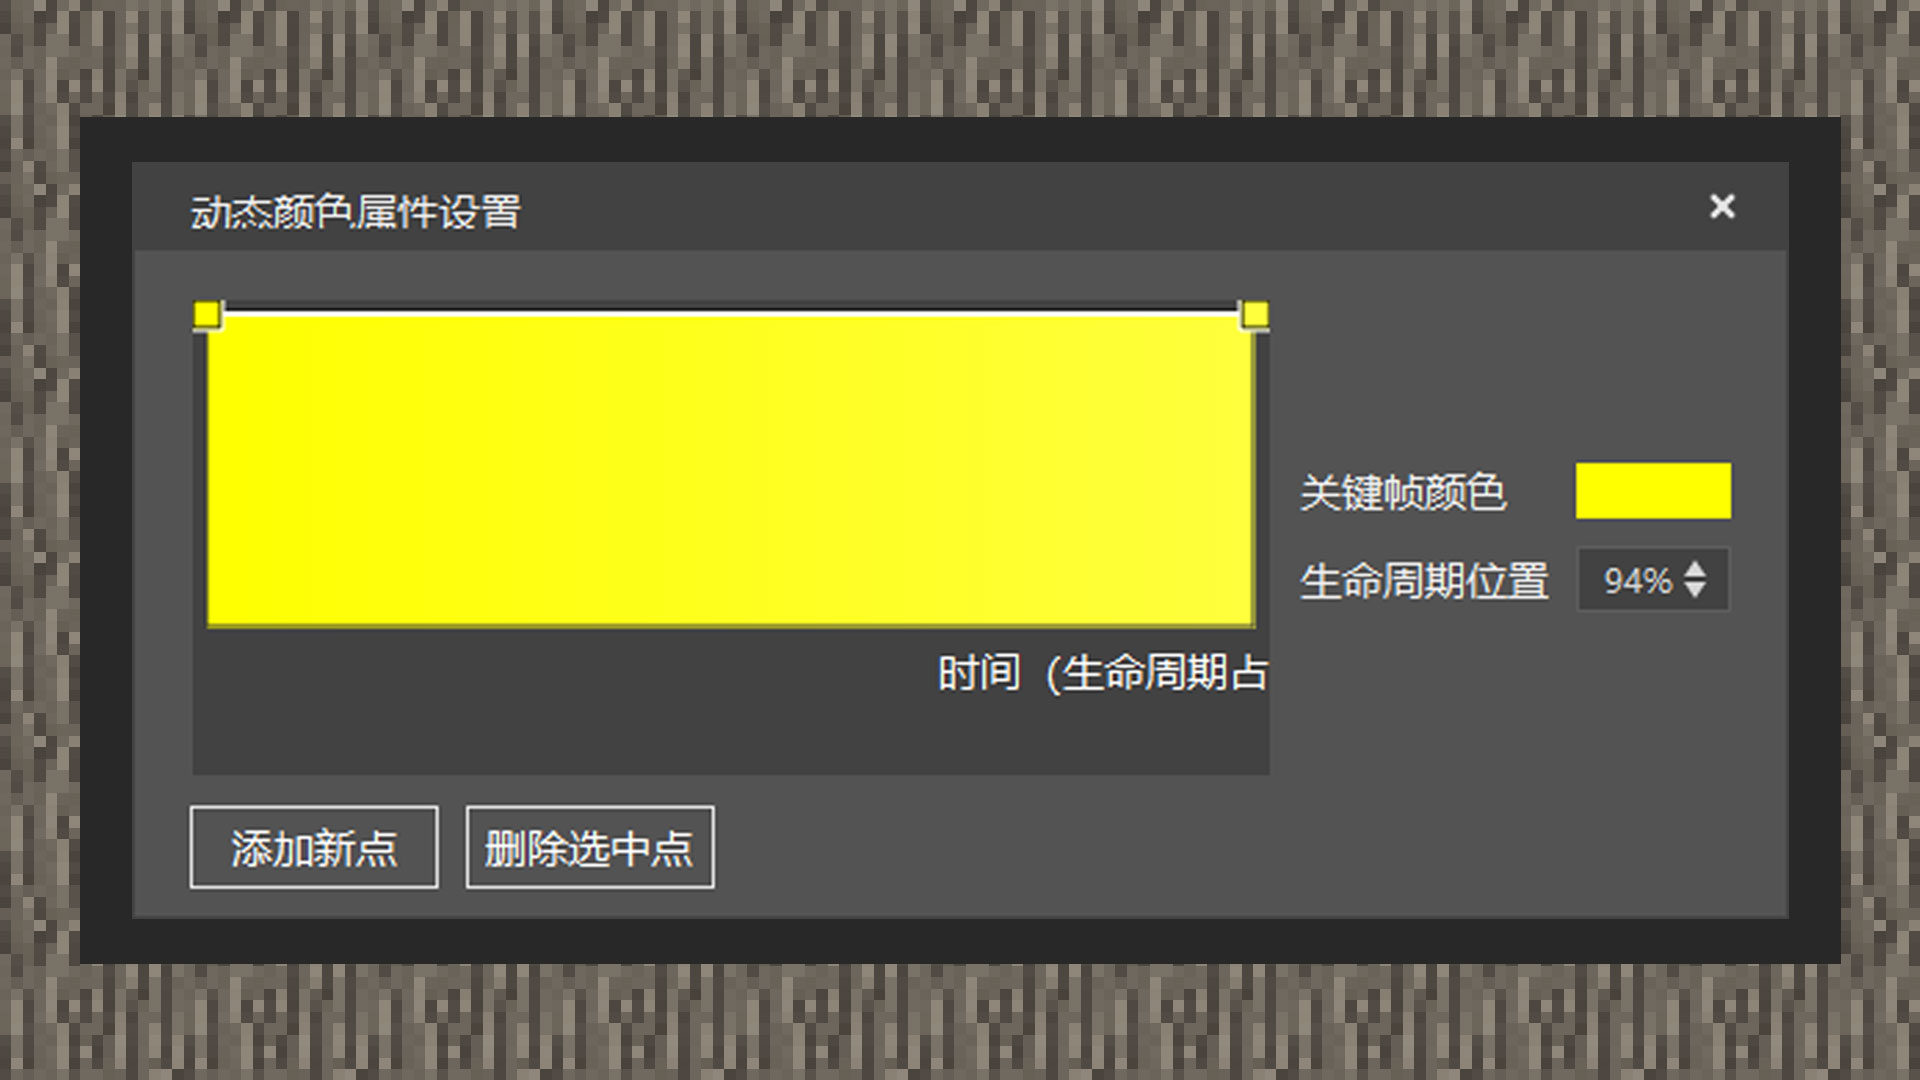 动态颜色属性设置
关键帧颜色
生命周期位置 94%
时间（生命周期占
添加新点 删除选中点